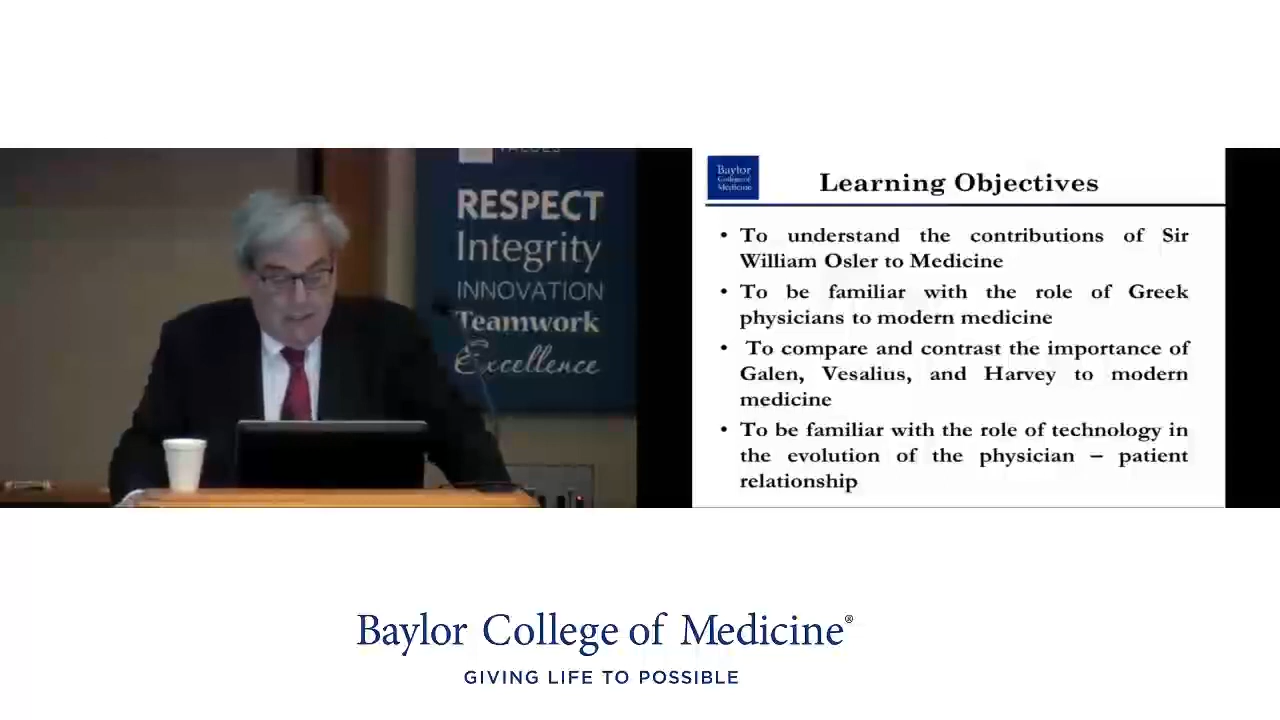 VALUES
RESPECT
Integrity
INNOVATION
Teamwork
Excellence
Baylor
College of
Medicine
Learning Objectives
• To understand the contributions of Sir
William Osler to Medicine
• To be familiar with the role of Greek
physicians to modern medicine
• To compare and contrast the importance of
Galen, Vesalius, and Harvey to modern
medicine
• To be familiar with the role of technology in
the evolution of the physician – patient
relationship
Baylor College of Medicine®
GIVING LIFE TO POSSIBLE